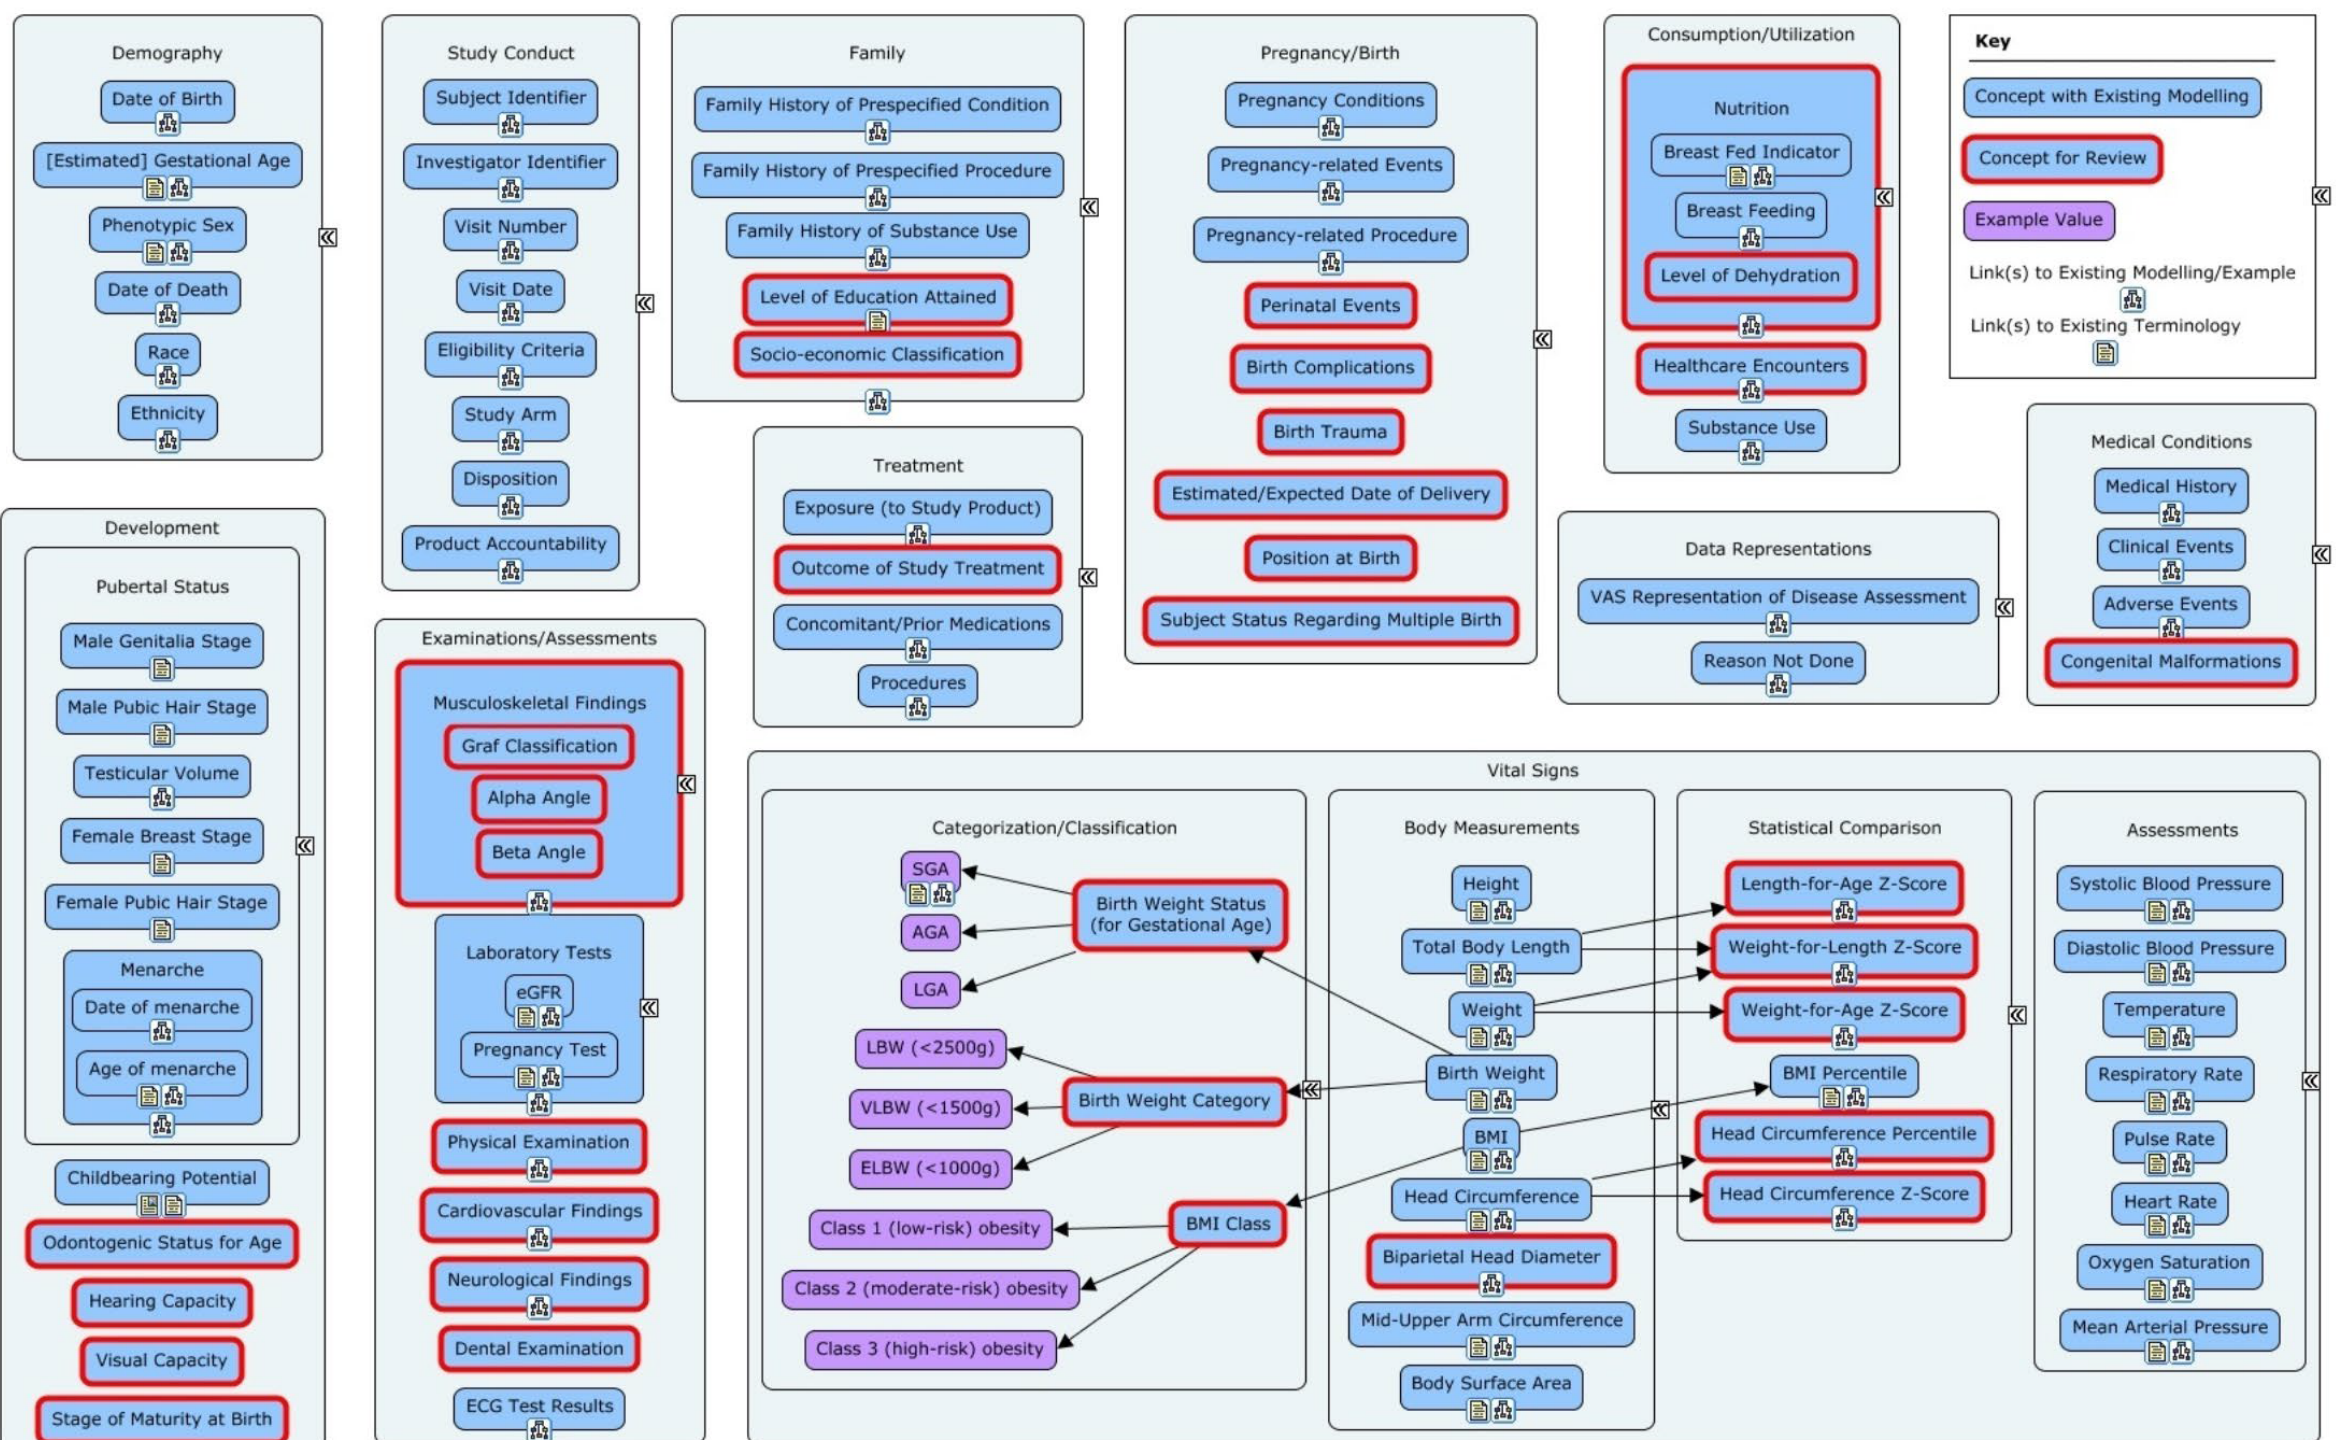 Demography
Date of Birth
[Estimated] Gestational Age
Phenotypic Sex
Date of Death
Race
Ethnicity
Study Conduct
Subject Identifier
Investigator Identifier
Visit Number
Visit Date
Eligibility Criteria
Study Arm
Disposition
Product Accountability
Family
Family History of Prespecified Condition
Family History of Prespecified Procedure
Family History of Substance Use
Level of Education Attained
Socio-economic Classification
Treatment
Exposure (to Study Product)
Outcome of Study Treatment
Concomitant/Prior Medications
Procedures
Pregnancy/Birth
Pregnancy Conditions
Pregnancy-related Events
Pregnancy-related Procedure
Perinatal Events
Birth Complications
Birth Trauma
Estimated/Expected Date of Delivery
Position at Birth
Subject Status Regarding Multiple Birth
Consumption/Utilization
Nutrition
Breast Fed Indicator
Breast Feeding
Level of Dehydration
Healthcare Encounters
Substance Use
Key
Concept with Existing Modelling
Concept for Review
Example Value
Link(s) to Existing Modelling/Example
Link(s) to Existing Terminology
Data Representations
VAS Representation of Disease Assessment
Reason Not Done
Medical Conditions
Medical History
Clinical Events
Adverse Events
Congenital Malformations
Development
Pubertal Status
Male Genitalia Stage
Male Pubic Hair Stage
Testicular Volume
Female Breast Stage
Female Pubic Hair Stage
Menarche
Date of menarche
Age of menarche
Childbearing Potential
Odontogenic Status for Age
Hearing Capacity
Visual Capacity
Stage of Maturity at Birth
Examinations/Assessments
Musculoskeletal Findings
Graf Classification
Alpha Angle
Beta Angle
Laboratory Tests
eGFR
Pregnancy Test
Physical Examination
Cardiovascular Findings
Neurological Findings
Dental Examination
ECG Test Results
Vital Signs
Categorization/Classification
SGA
AGA
LGA
Birth Weight Status
(for Gestational Age)
LBW (<2500g)
VLBW (<1500g)
ELBW (<1000g)
Birth Weight Category
Class 1 (low-risk) obesity
Class 2 (moderate-risk) obesity
Class 3 (high-risk) obesity
BMI Class
Body Measurements
Height
Total Body Length
Weight
Birth Weight
BMI
Head Circumference
Biparietal Head Diameter
Mid-Upper Arm Circumference
Body Surface Area
Statistical Comparison
Length-for-Age Z-Score
Weight-for-Length Z-Score
Weight-for-Age Z-Score
BMI Percentile
Head Circumference Percentile
Head Circumference Z-Score
Assessments
Systolic Blood Pressure
Diastolic Blood Pressure
Temperature
Respiratory Rate
Pulse Rate
Heart Rate
Oxygen Saturation
Mean Arterial Pressure